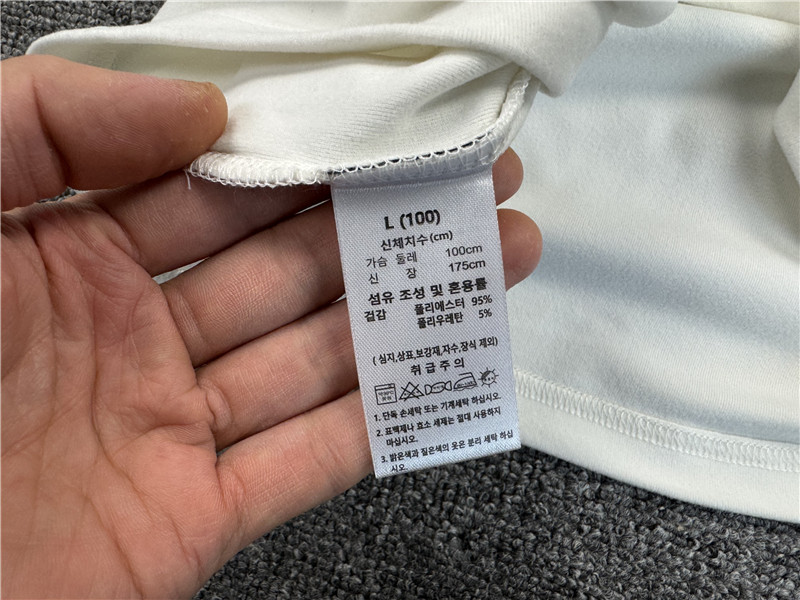 L (100)
신체치수(cm)
가슴 둘레 100cm
신 장 175cm
섬유 조성 및 혼용률
겉감 폴리에스터 95%
폴리우레탄 5%
( 심지,상표,보강재,자수,장식 제외)
취급주의
1. 단독 손세탁 또는 기계세탁 하십시오.
2. 표백제나 효소 세제는 절대 사용하지
마십시오.
3. 밝은색과 짙은색의 옷은 분리 세탁 하십
시오.